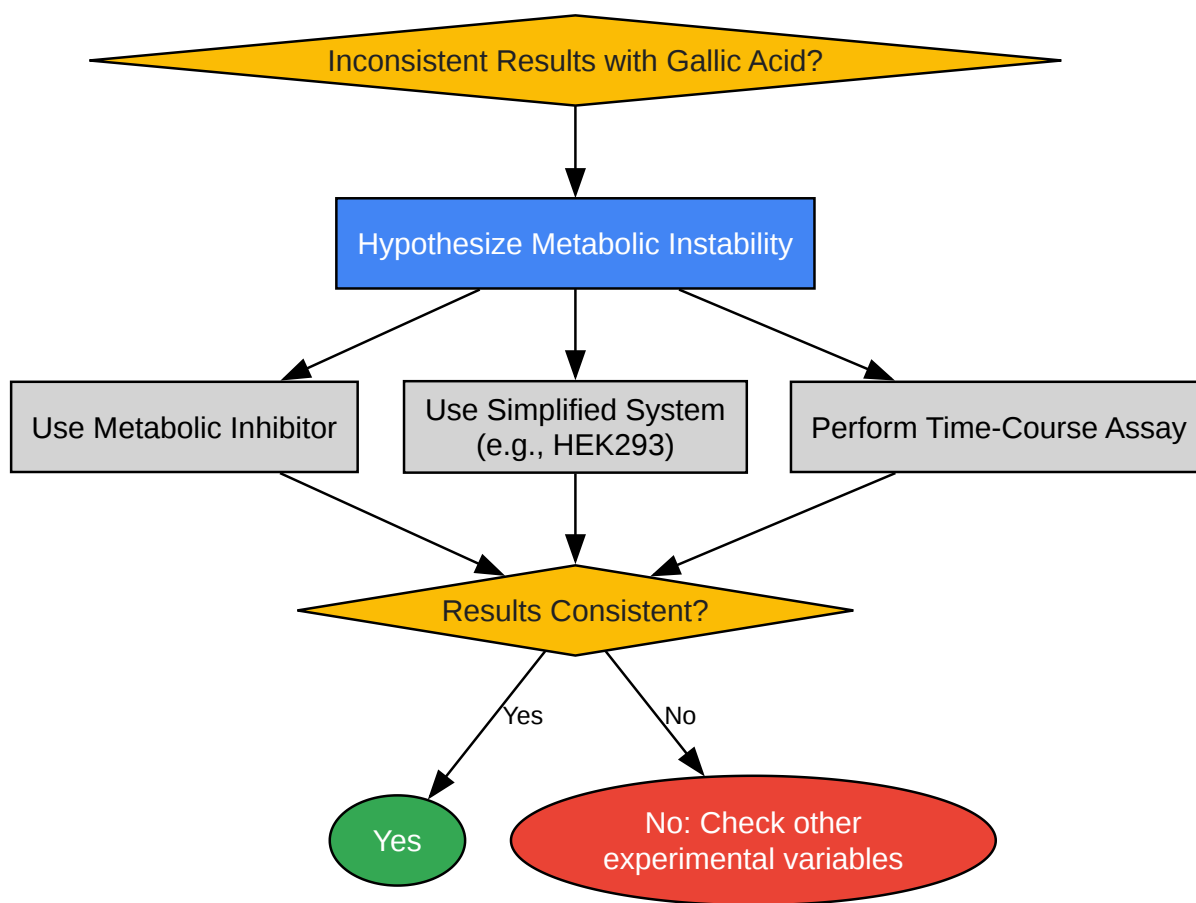 Inconsistent Results with Gallic Acid?
Hypothesize Metabolic Instability
Use Metabolic Inhibitor
Use Simplified System
(e.g., HEK293)
Perform Time-Course Assay
Results Consistent?
Yes
No
Yes
No: Check other
experimental variables